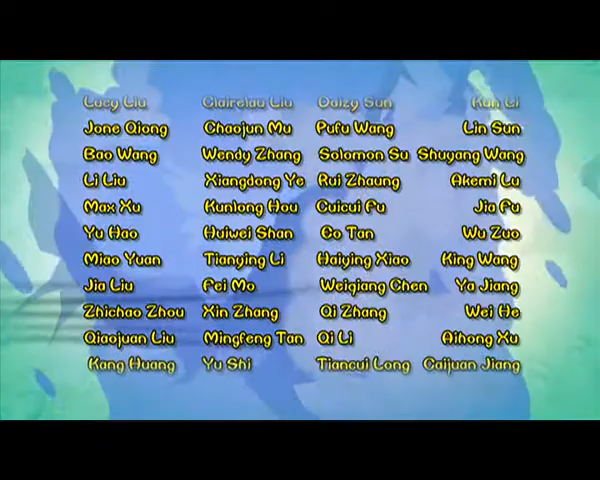 Lucy Liu Clairelau Liu Daizy Sun Kun Li
Jone Qiong Chaojun Mu Pufu Wang Lin Sun
Bao Wang Wendy Zhang Solomon Su Shuyang Wang
Li Liu Xiangdong Ye Rui Zhaung Akemi Lu
Max Xu Kunlong Hou Cuicui Fu Jia Fu
Yu Hao Huiwei Shan Bo Tan Wu Zuo
Miao Yuan Tianying Li Haiying Xiao King Wang
Jia Liu Fei Mo Weiqiang Chen Ya Jiang
Zhichao Zhou Xin Zhang Qi Zhang Wei He
Qiaojuan Liu Mingfeng Tan Qi Li Aihong Xu
Kang Huang Yu Shi Tiancui Long Caijuan Jiang